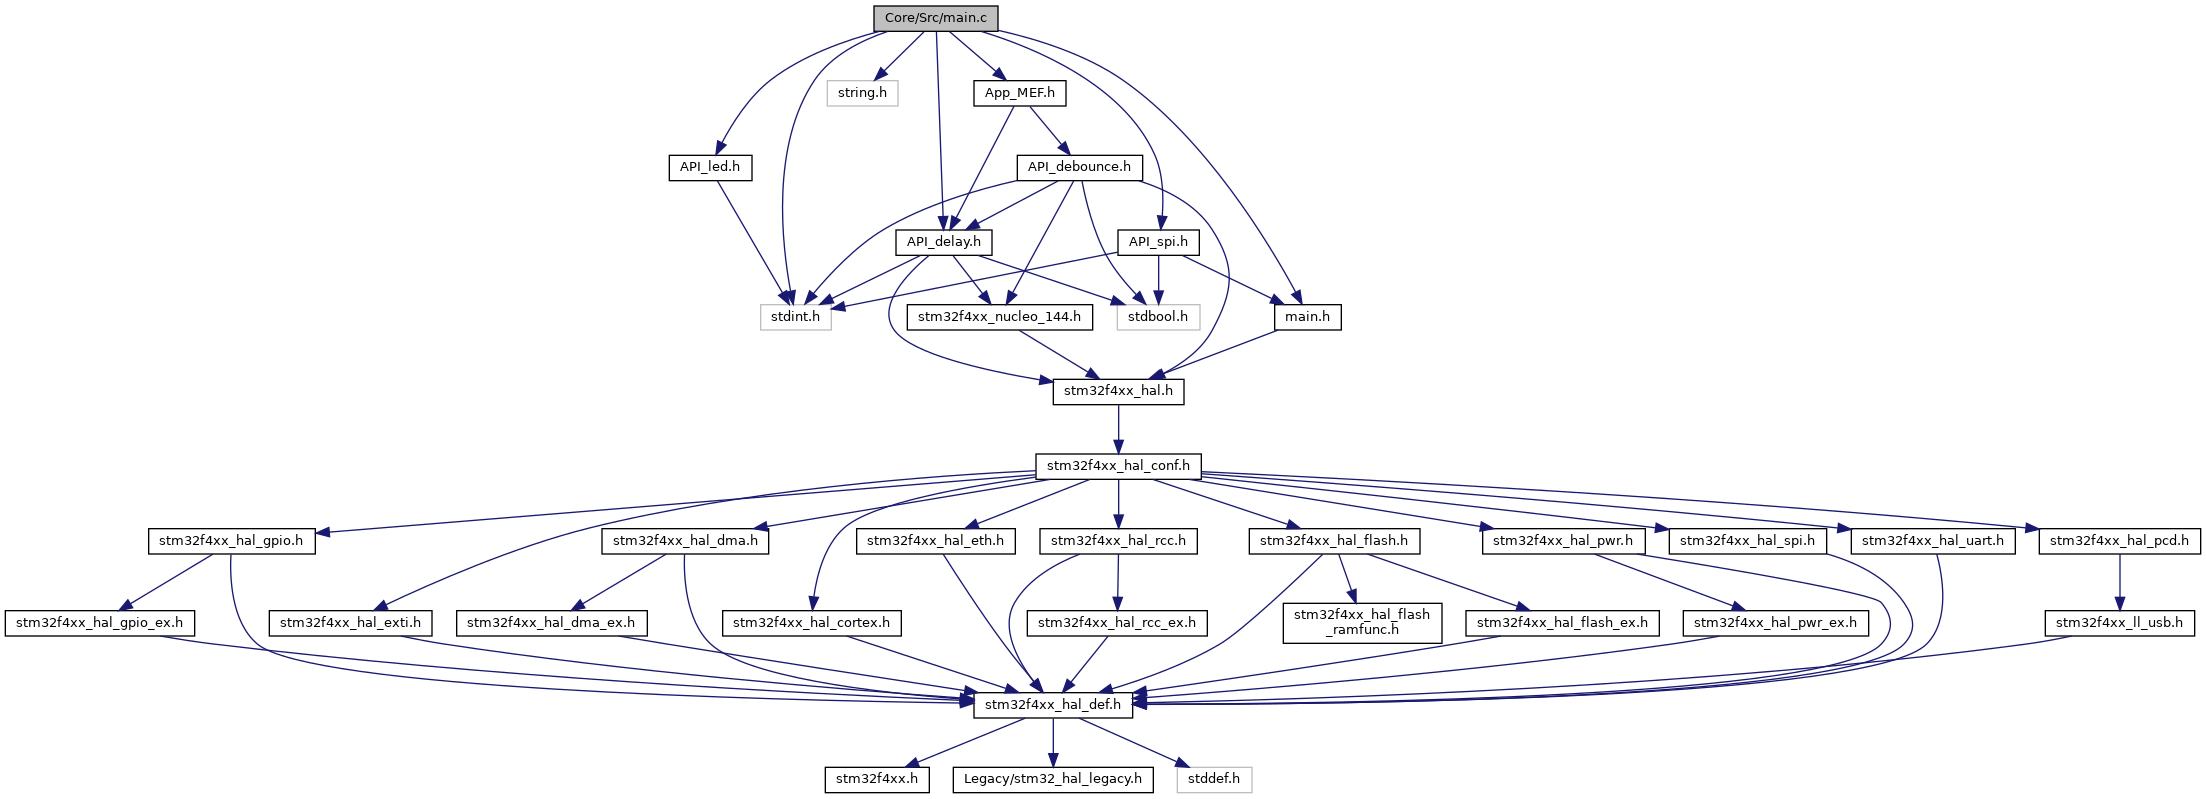 Core/Src/main.c
string.h
App_MEF.h
API_led.h
API_debounce.h
API_delay.h
API_spi.h
stdint.h
stm32f4xx_nucleo_144.h
stdbool.h
main.h
stm32f4xx_hal.h
stm32f4xx_hal_conf.h
stm32f4xx_hal_gpio.h
stm32f4xx_hal_dma.h
stm32f4xx_hal_eth.h
stm32f4xx_hal_rcc.h
stm32f4xx_hal_flash.h
stm32f4xx_hal_pwr.h
stm32f4xx_hal_spi.h
stm32f4xx_hal_uart.h
stm32f4xx_hal_pcd.h
stm32f4xx_hal_gpio_ex.h
stm32f4xx_hal_exti.h
stm32f4xx_hal_dma_ex.h
stm32f4xx_hal_cortex.h
stm32f4xx_hal_rcc_ex.h
stm32f4xx_hal_flash
_ramfunc.h
stm32f4xx_hal_flash_ex.h
stm32f4xx_hal_pwr_ex.h
stm32f4xx_ll_usb.h
stm32f4xx_hal_def.h
stm32f4xx.h
Legacy/stm32_hal_legacy.h
stddef.h